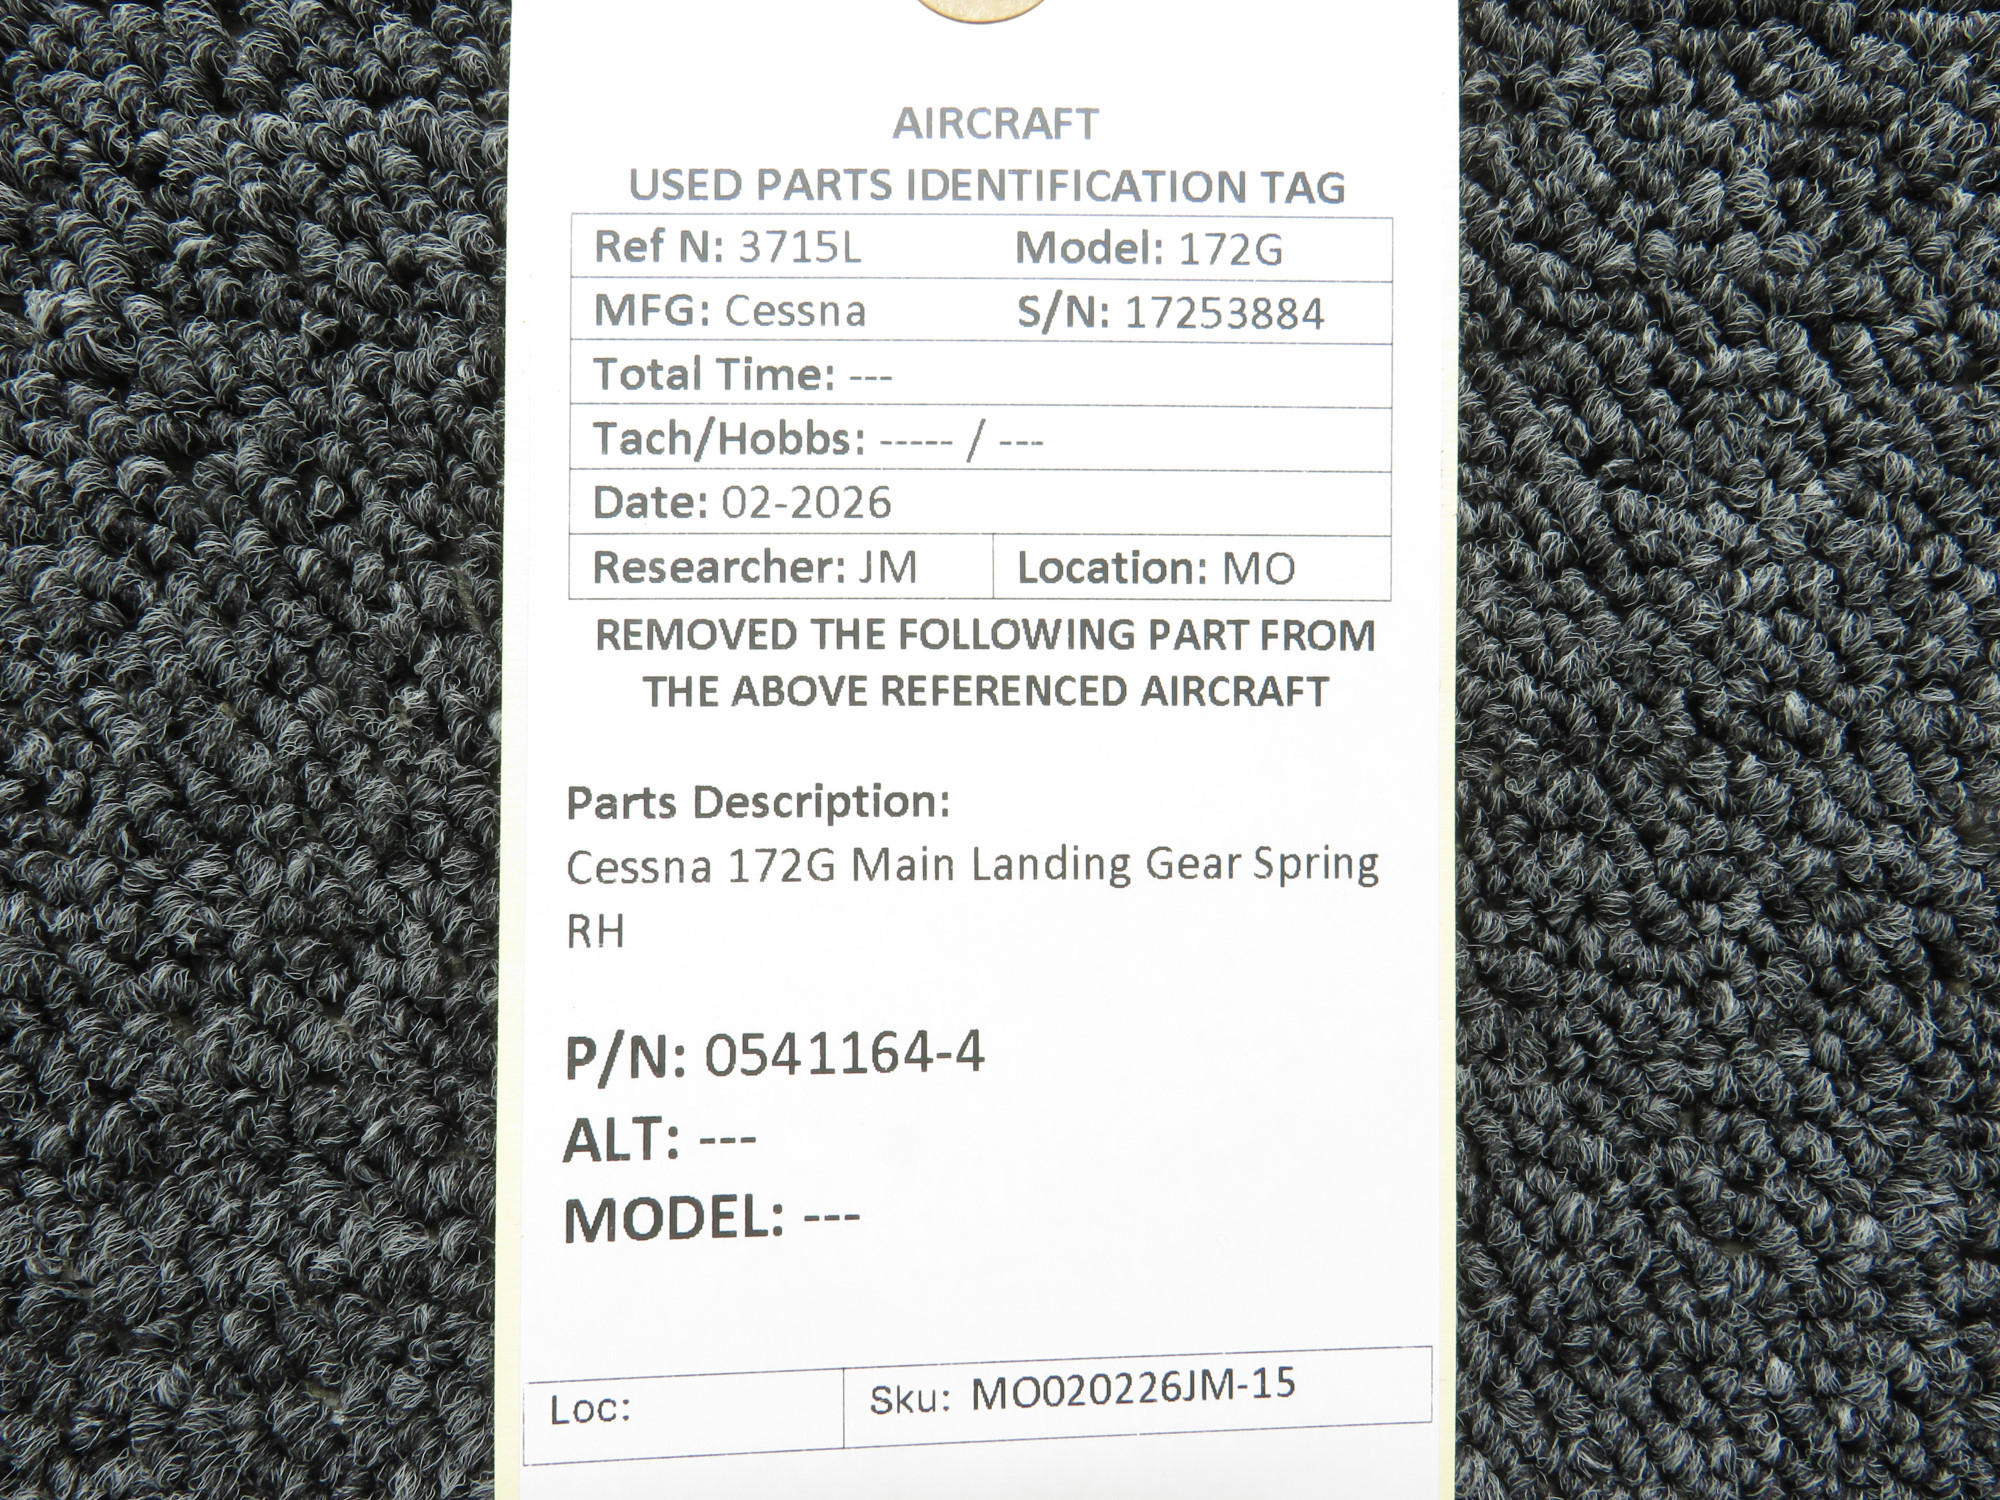 AIRCRAFT
USED PARTS IDENTIFICATION TAG
Ref N: 3715L Model: 172G
MFG: Cessna S/N: 17253884
Total Time: ---
Tach/Hobbs: ----- / ---
Date: 02-2026
Researcher: JM Location: MO
REMOVED THE FOLLOWING PART FROM
THE ABOVE REFERENCED AIRCRAFT
Parts Description:
Cessna 172G Main Landing Gear Spring
RH
P/N: 0541164-4
ALT: ---
MODEL: ---
Loc: Sku: MO020226JM-15